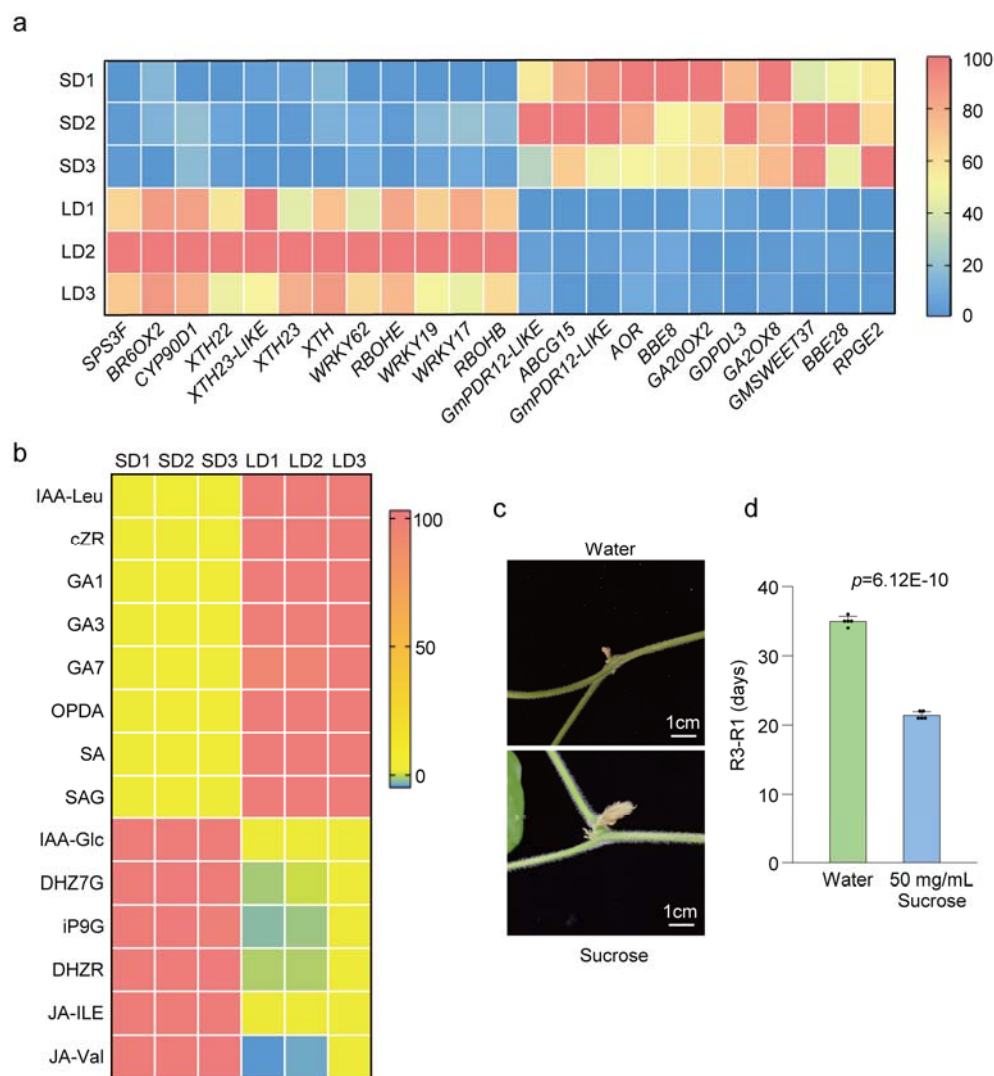 a
SD1
SD2
SD3
LD1
LD2
LD3
100
80
60
40
20
0
SPS3F
BR6OX2
CYP90D1
XTH22
XTH23-LIKE
XTH23
XTH
WRKY62
RBOHE
WRKY19
WRKY17
RBOHB
GmPDR12-LIKE
ABCG15
GmPDR12-LIKE
AOR
BBE8
GA20OX2
GDPDL3
GA2OX8
GMSWEET37
BBE28
RPGE2
b
SD1 SD2 SD3 LD1 LD2 LD3
IAA-Leu
cZR
GA1
GA3
GA7
OPDA
SA
SAG
IAA-Glc
DHZ7G
iP9G
DHZR
JA-ILE
JA-Val
100
50
0
c
Water
1cm
1cm
Sucrose
d
p=6.12E-10
R3-R1 (days)
40
30
20
10
0
Water
50 mg/mL
Sucrose